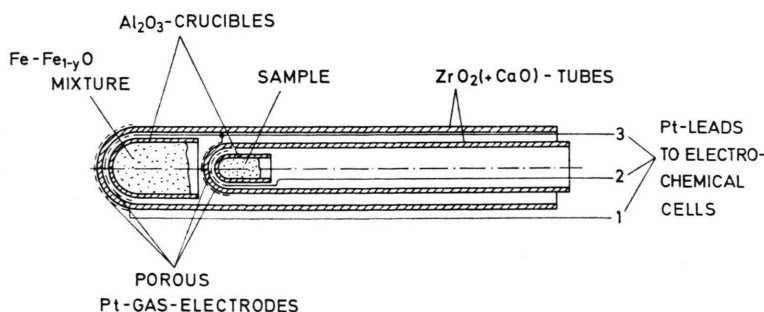 Al₂O₃-CRUCIBLES
Fe-Fe₁₋yO
MIXTURE
SAMPLE
ZrO₂(+CaO)-TUBES
3
2
1
Pt-LEADS
TO ELECTRO-
CHEMICAL
CELLS
POROUS
Pt-GAS-ELECTRODES